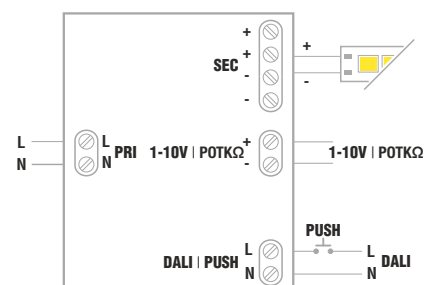 +
+
SEC
-
-
+
-
L
N
L
N
PRI
1-10V | POTKΩ
+
-
1-10V | POTKΩ
PUSH
DALI | PUSH
L
N
L
N
DALI